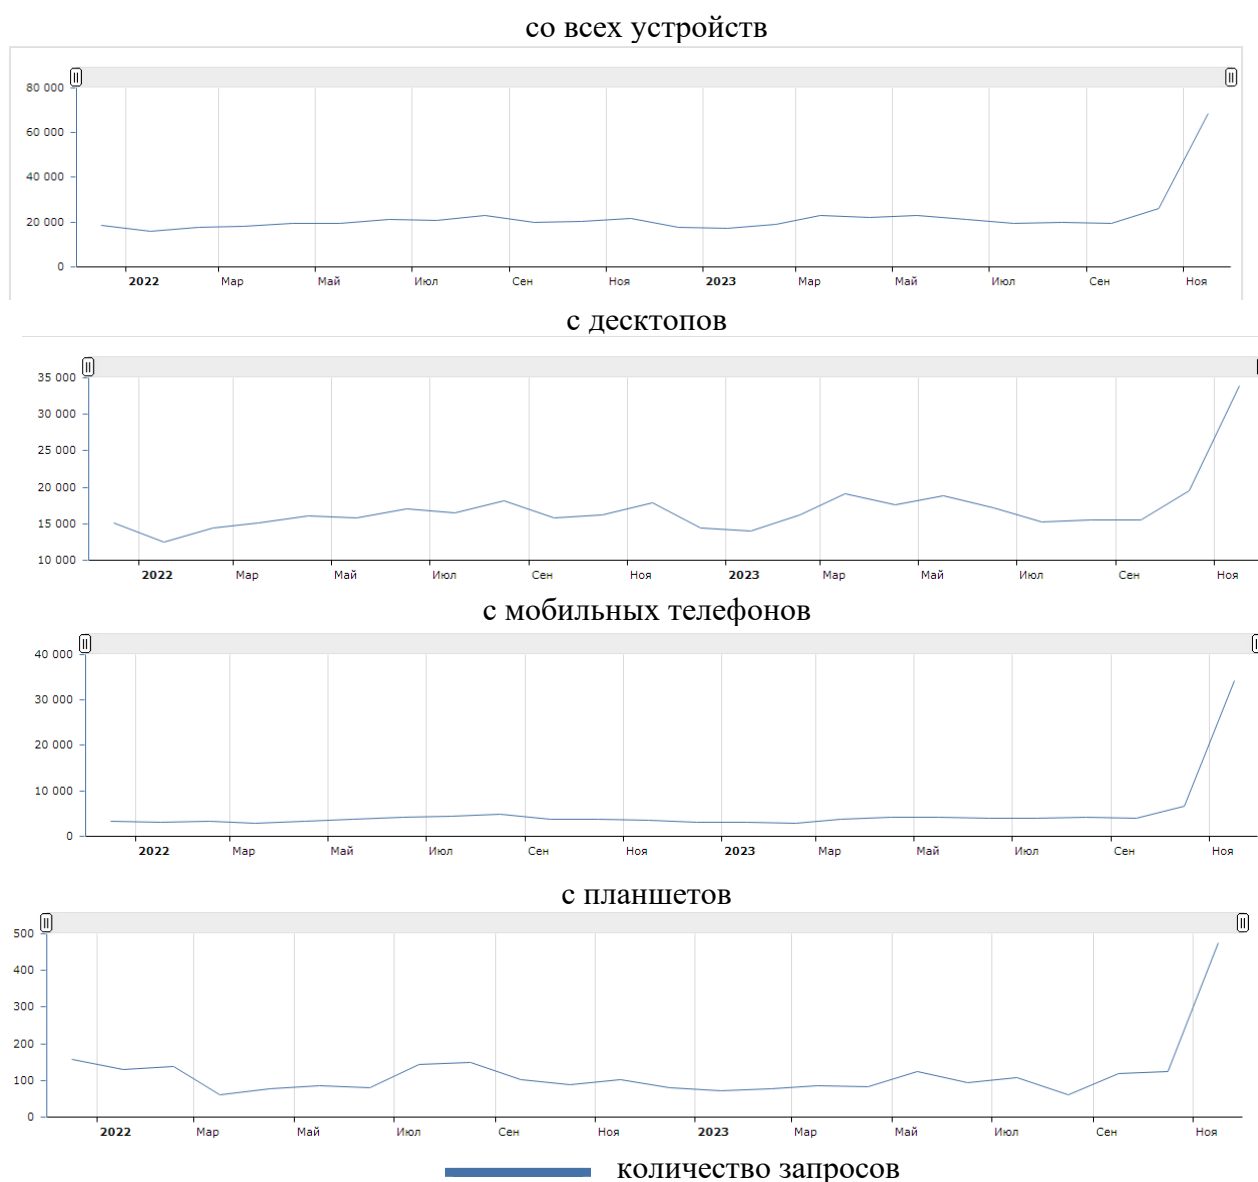 со всех устройств
80 000
60 000
40 000
20 000
0
2022 Мар Май Июл Сен Ноя 2023 Мар Май Июл Сен Ноя
с десктопов
35 000
30 000
25 000
20 000
15 000
10 000
2022 Мар Май Июл Сен Ноя 2023 Мар Май Июл Сен Ноя
с мобильных телефонов
40 000
30 000
20 000
10 000
0
2022 Мар Май Июл Сен Ноя 2023 Мар Май Июл Сен Ноя
с планшетов
500
400
300
200
100
0
2022 Мар Май Июл Сен Ноя 2023 Мар Май Июл Сен Ноя
количество запросов